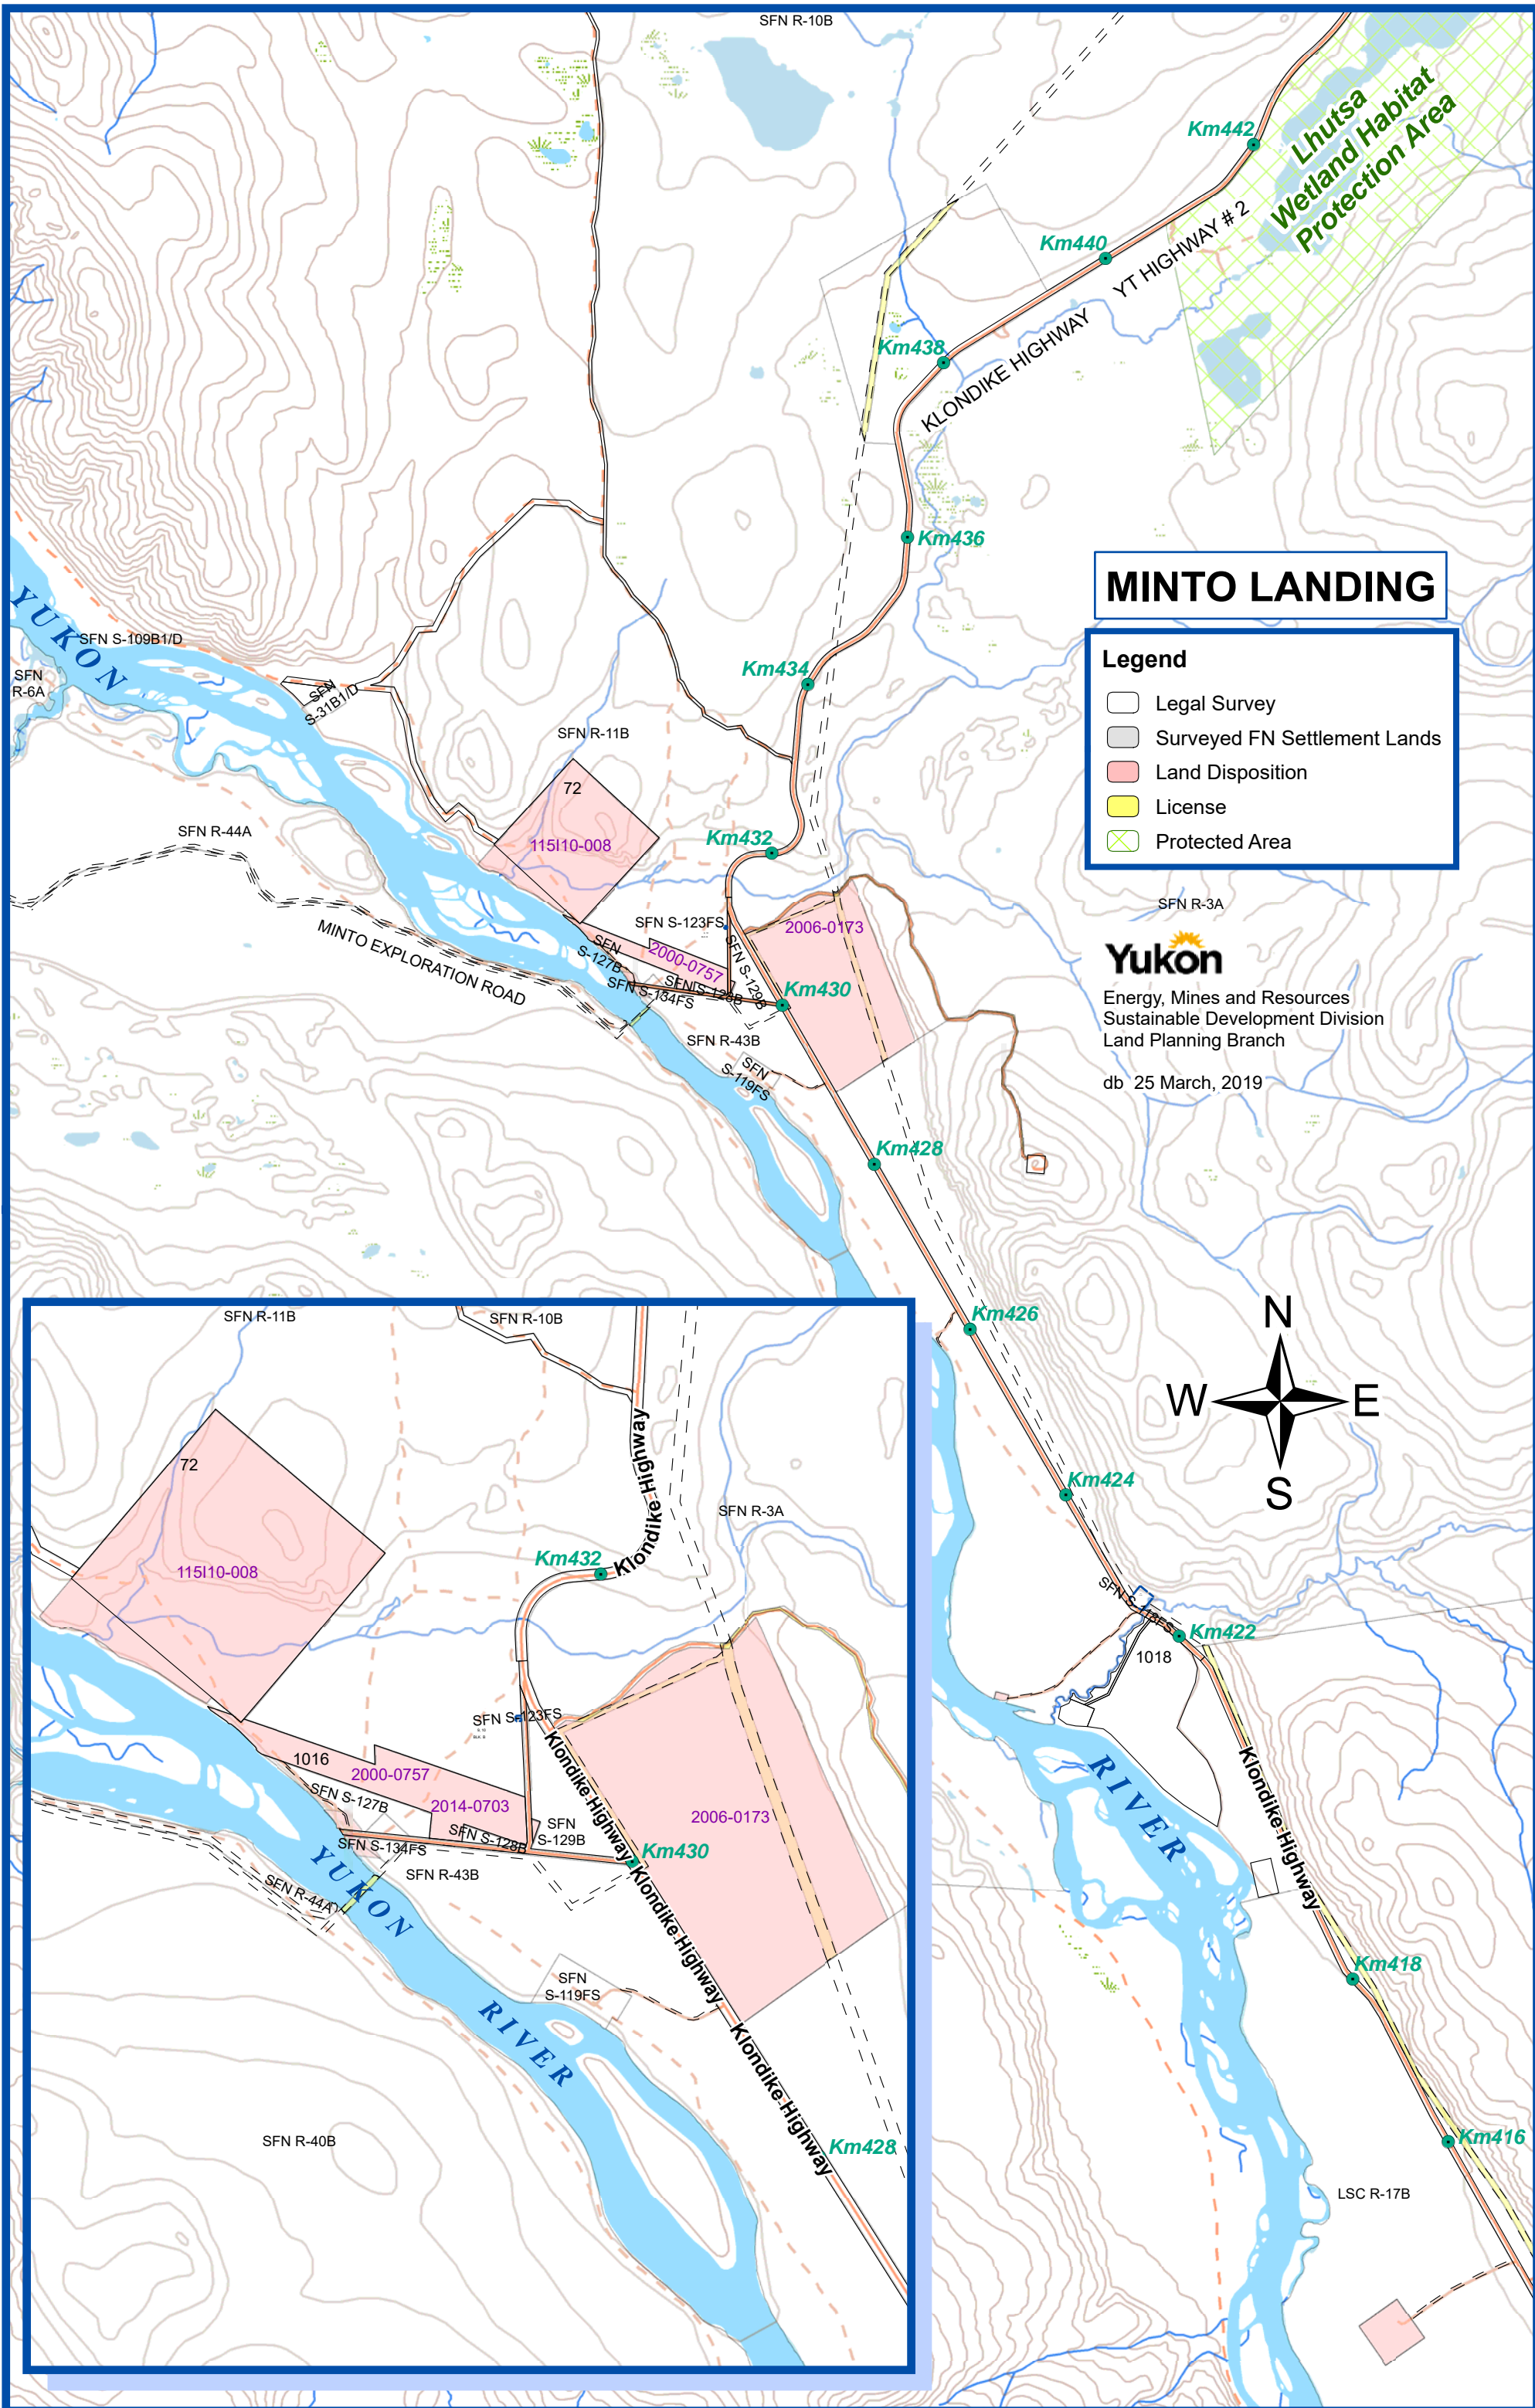 SFN R-10B
Km442
Lhutsa
Wetland Habitat
Protection Area
Km440
YT HIGHWAY # 2
Km438
KLONDIKE HIGHWAY
Km436
MINTO LANDING
YUKON
SFN S-109B1/D
SFN
R-6A
SFN
S-31B1/D
Km434
SFN R-11B
Legend
Legal Survey
Surveyed FN Settlement Lands
Land Disposition
License
Protected Area
72
115I10-008
SFN R-44A
Km432
MINTO EXPLORATION ROAD
SFN S-123FS
2006-0173
SFN
S-127B
2000-0757
SFN S-129B
SFN S-128B
SFN S-134FS
Km430
SFN R-43B
SFN
S-119FS
SFN R-3A
Yukon
Energy, Mines and Resources
Sustainable Development Division
Land Planning Branch
db 25 March, 2019
Km428
Km426
N
W
E
S
Km424
SFN S-118FS
Km422
1018
RIVER
Klondike Highway
Km418
Km416
LSC R-17B
SFN R-11B
SFN R-10B
Klondike Highway
72
115I10-008
SFN R-3A
Km432
SFN S-123FS
1016
2000-0757
SFN S-127B
2014-0703
SFN
S-129B
SFN S-128B
SFN S-134FS
Klondike Highway
2006-0173
Km430
SFN R-43B
SFN R-44A
YUKON
Klondike Highway
SFN
S-119FS
RIVER
Klondike Highway
SFN R-40B
Km428